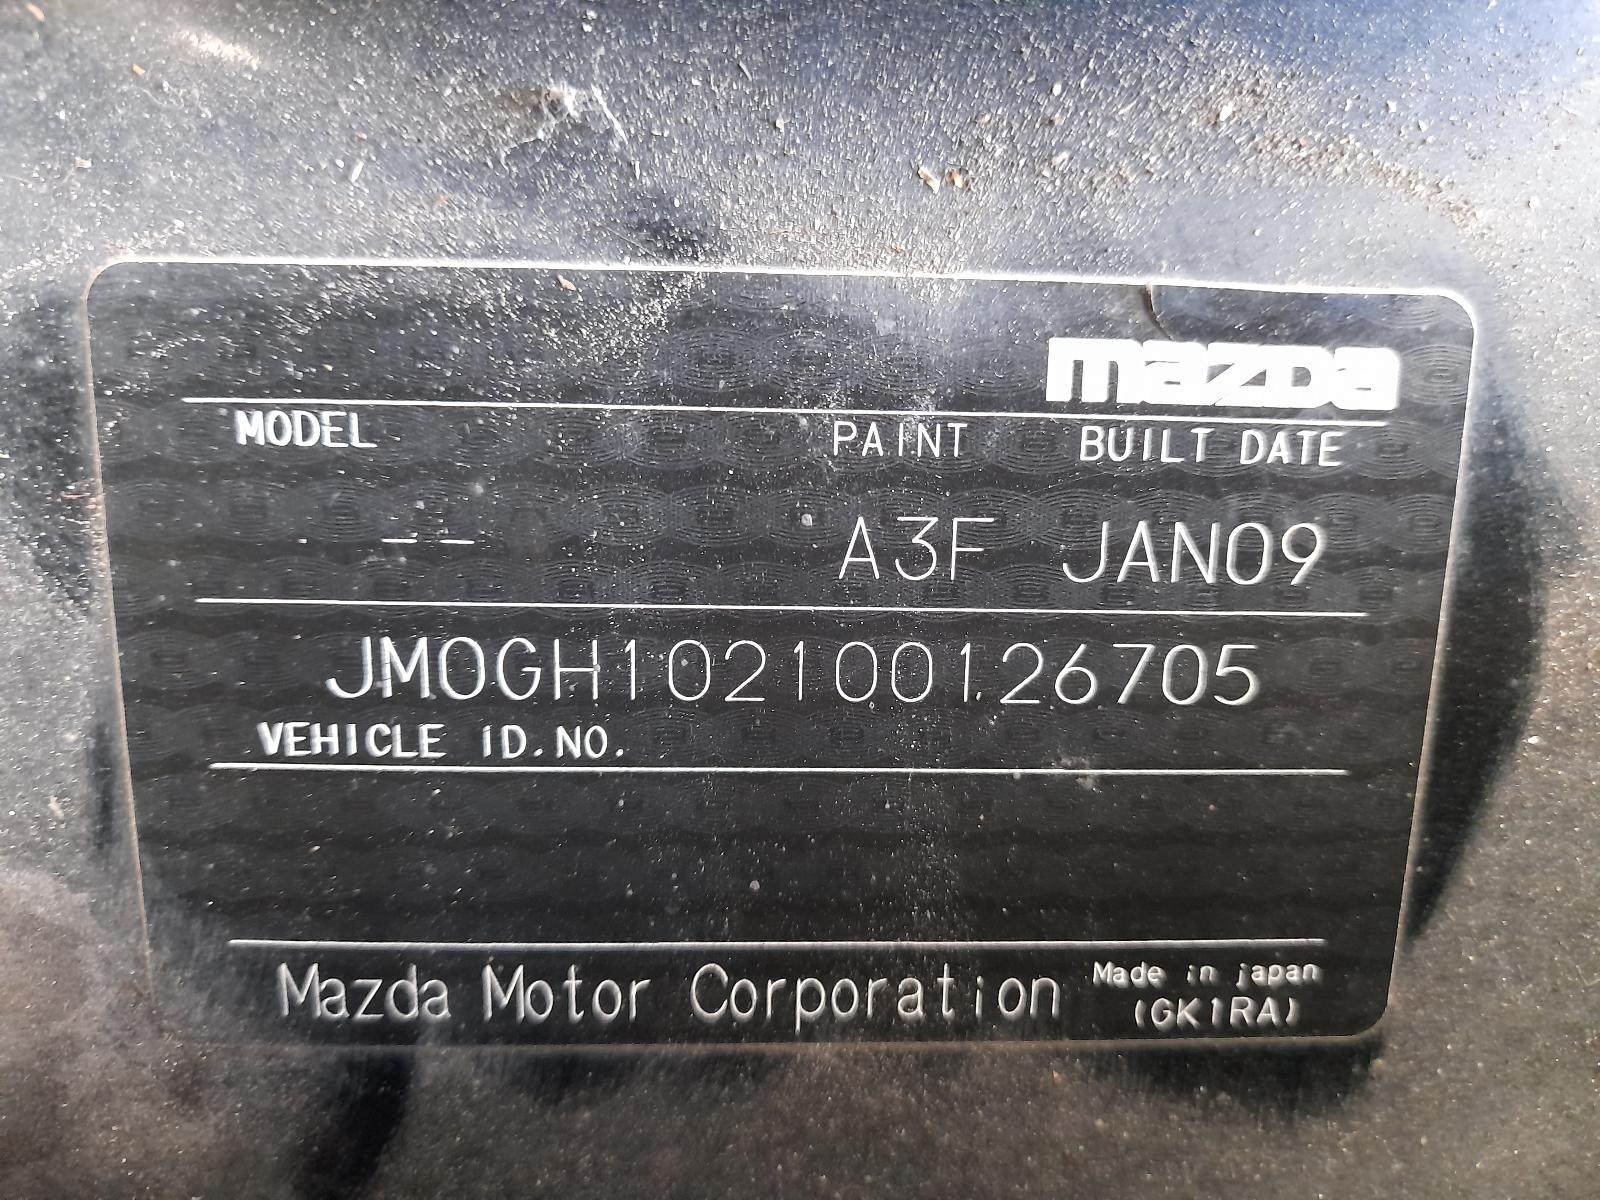 mazda
MODEL PAINT BUILT DATE
-- A3F JAN09
JM0GH102100126705
VEHICLE ID.NO.
Mazda Motor Corporation Made in japan
(GK1RA)